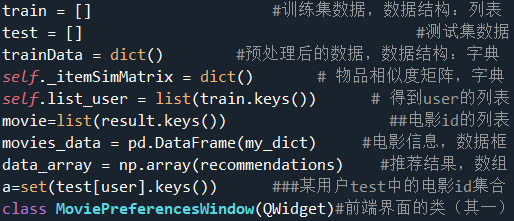 train = [] #训练集数据，数据结构：列表
test = [] #测试集数据
trainData = dict() #预处理后的数据，数据结构：字典
self._itemSimMatrix = dict() # 物品相似度矩阵，字典
self.list_user = list(train.keys()) # 得到user的列表
movie=list(result.keys()) ##电影id的列表
movies_data = pd.DataFrame(my_dict) #电影信息，数据框
data_array = np.array(recommendations) #推荐结果，数组
a=set(test[user].keys()) ###某用户test中的电影id集合
class MoviePreferencesWindow(QWidget)#前端界面的类（其一）